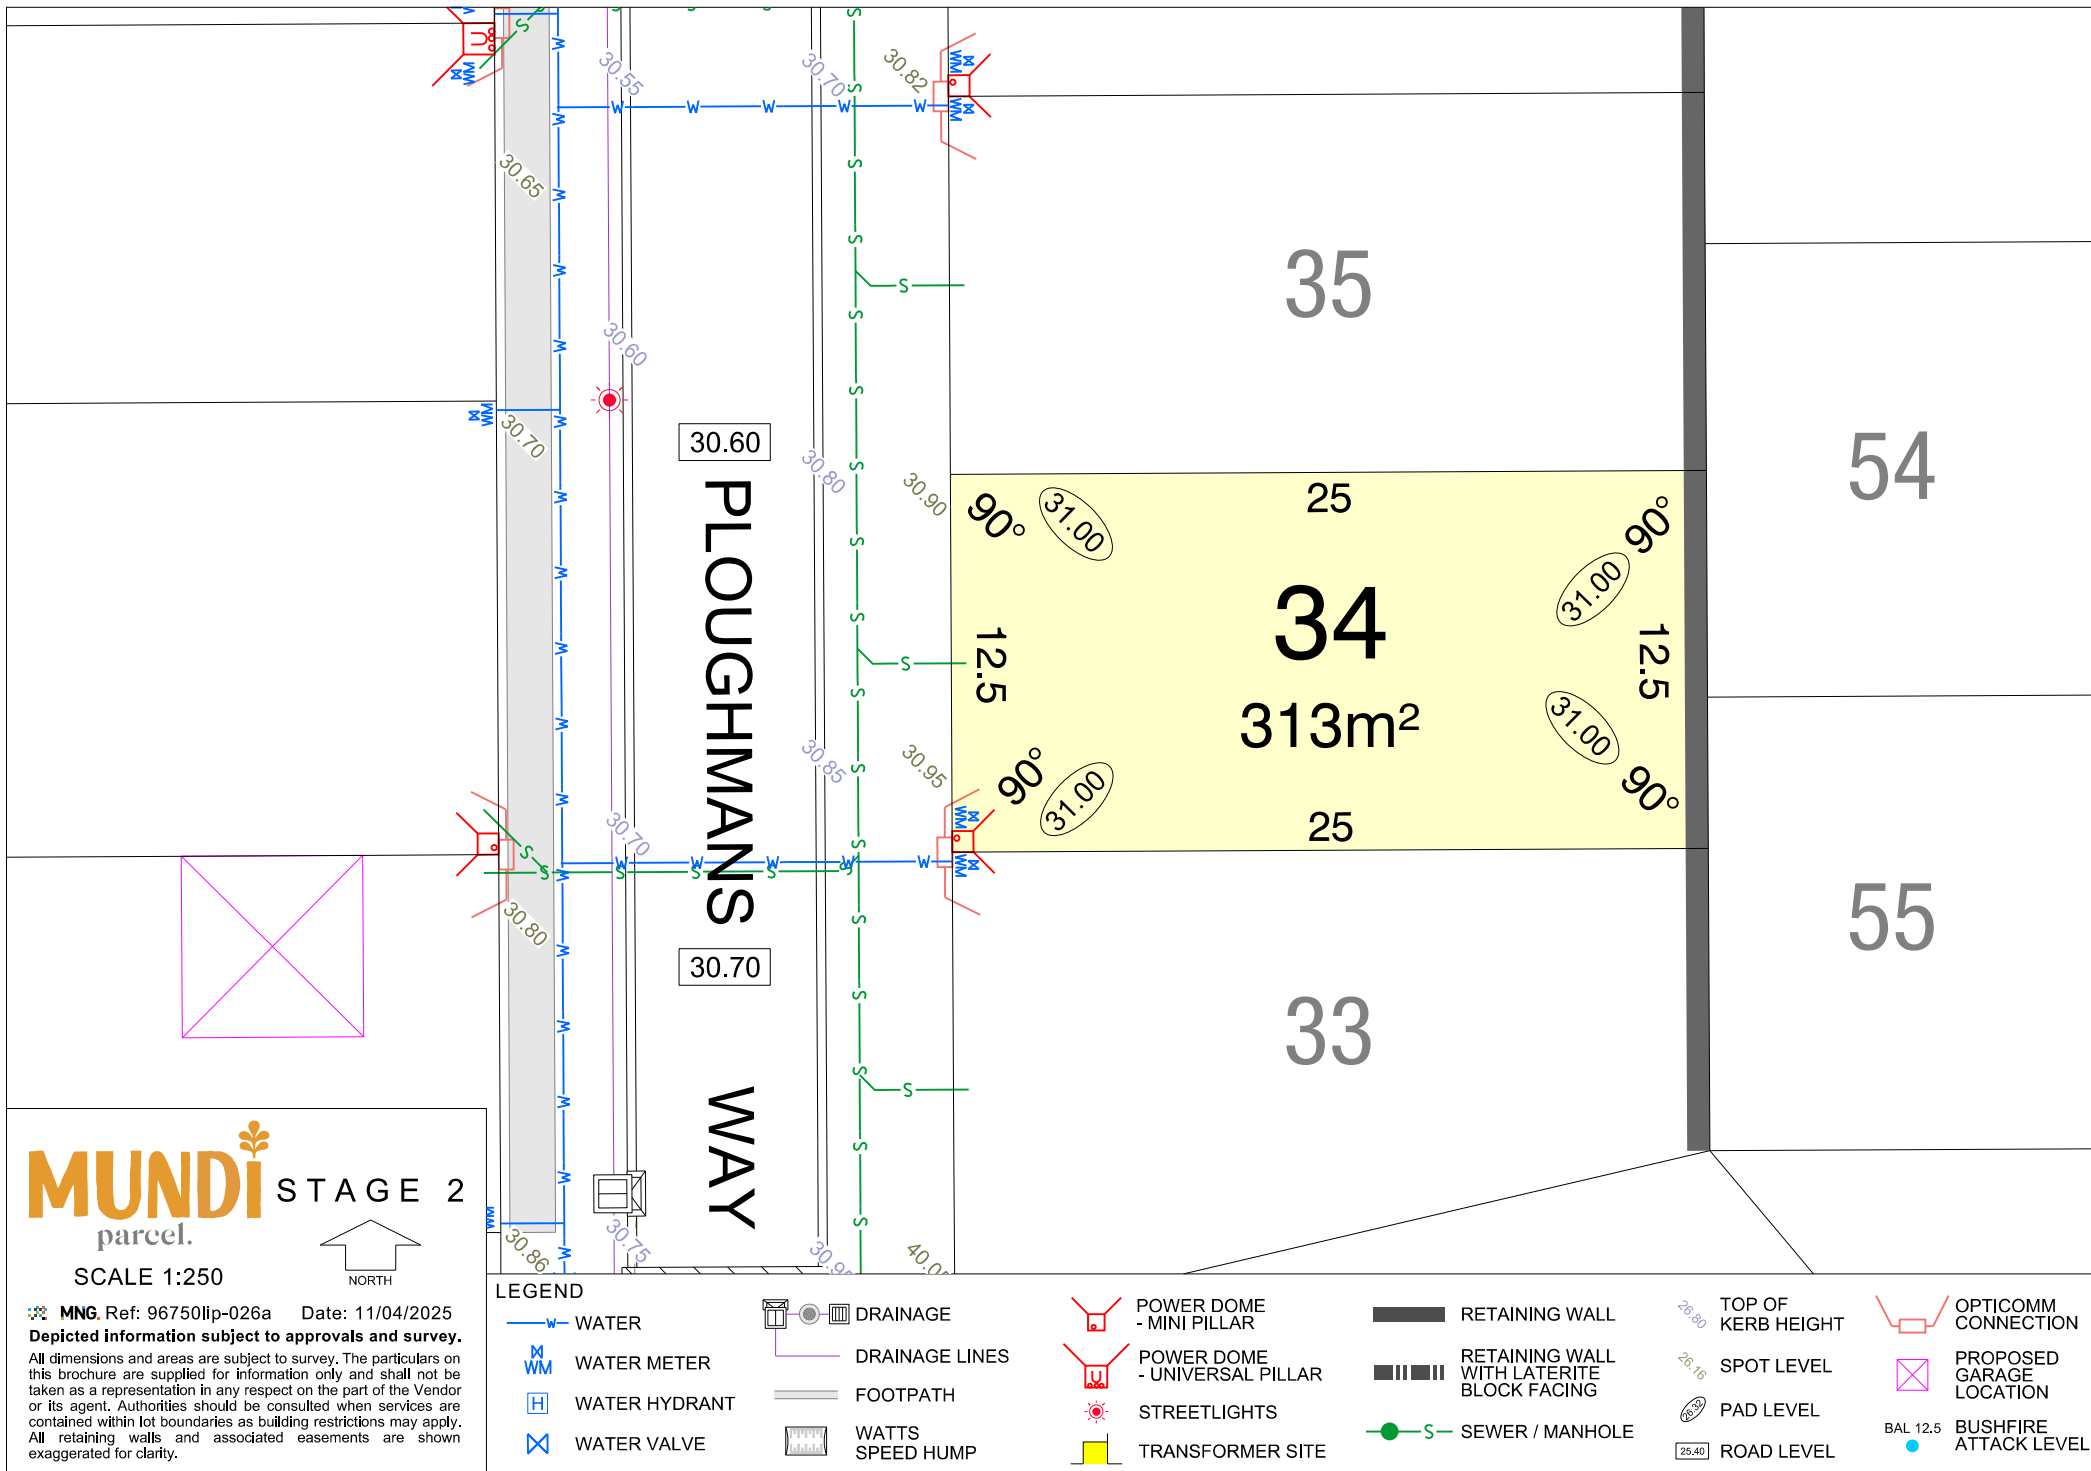 30.55
30.70
30.82
30.65
30.60
30.70
30.80
30.90
30.85
30.95
30.70
30.80
30.75
30.86
30.60
PLOUGHMANS
30.70
WAY
35
54
90°
31.00
25
90°
31.00
12.5
34
313m²
12.5
31.00
90°
31.00
25
90°
33
55
W
S
WM
MUNDi
parcel.
STAGE 2
SCALE 1:250
NORTH
MNG. Ref: 96750lip-026a Date: 11/04/2025
Depicted information subject to approvals and survey.
All dimensions and areas are subject to survey. The particulars on
this brochure are supplied for information only and shall not be
taken as a representation in any respect on the part of the Vendor
or its agent. Authorities should be consulted when services are
contained within lot boundaries as building restrictions may apply.
All retaining walls and associated easements are shown
exaggerated for clarity.
LEGEND
W WATER
WM WATER METER
H WATER HYDRANT
WATER VALVE
DRAINAGE
DRAINAGE LINES
FOOTPATH
WATTS
SPEED HUMP
POWER DOME
- MINI PILLAR
POWER DOME
- UNIVERSAL PILLAR
STREETLIGHTS
TRANSFORMER SITE
RETAINING WALL
RETAINING WALL
WITH LATERITE
BLOCK FACING
S SEWER / MANHOLE
26.80 TOP OF
KERB HEIGHT
26.16 SPOT LEVEL
26.32 PAD LEVEL
25.40 ROAD LEVEL
OPTICOMM
CONNECTION
PROPOSED
GARAGE
LOCATION
BAL 12.5 BUSHFIRE
ATTACK LEVEL